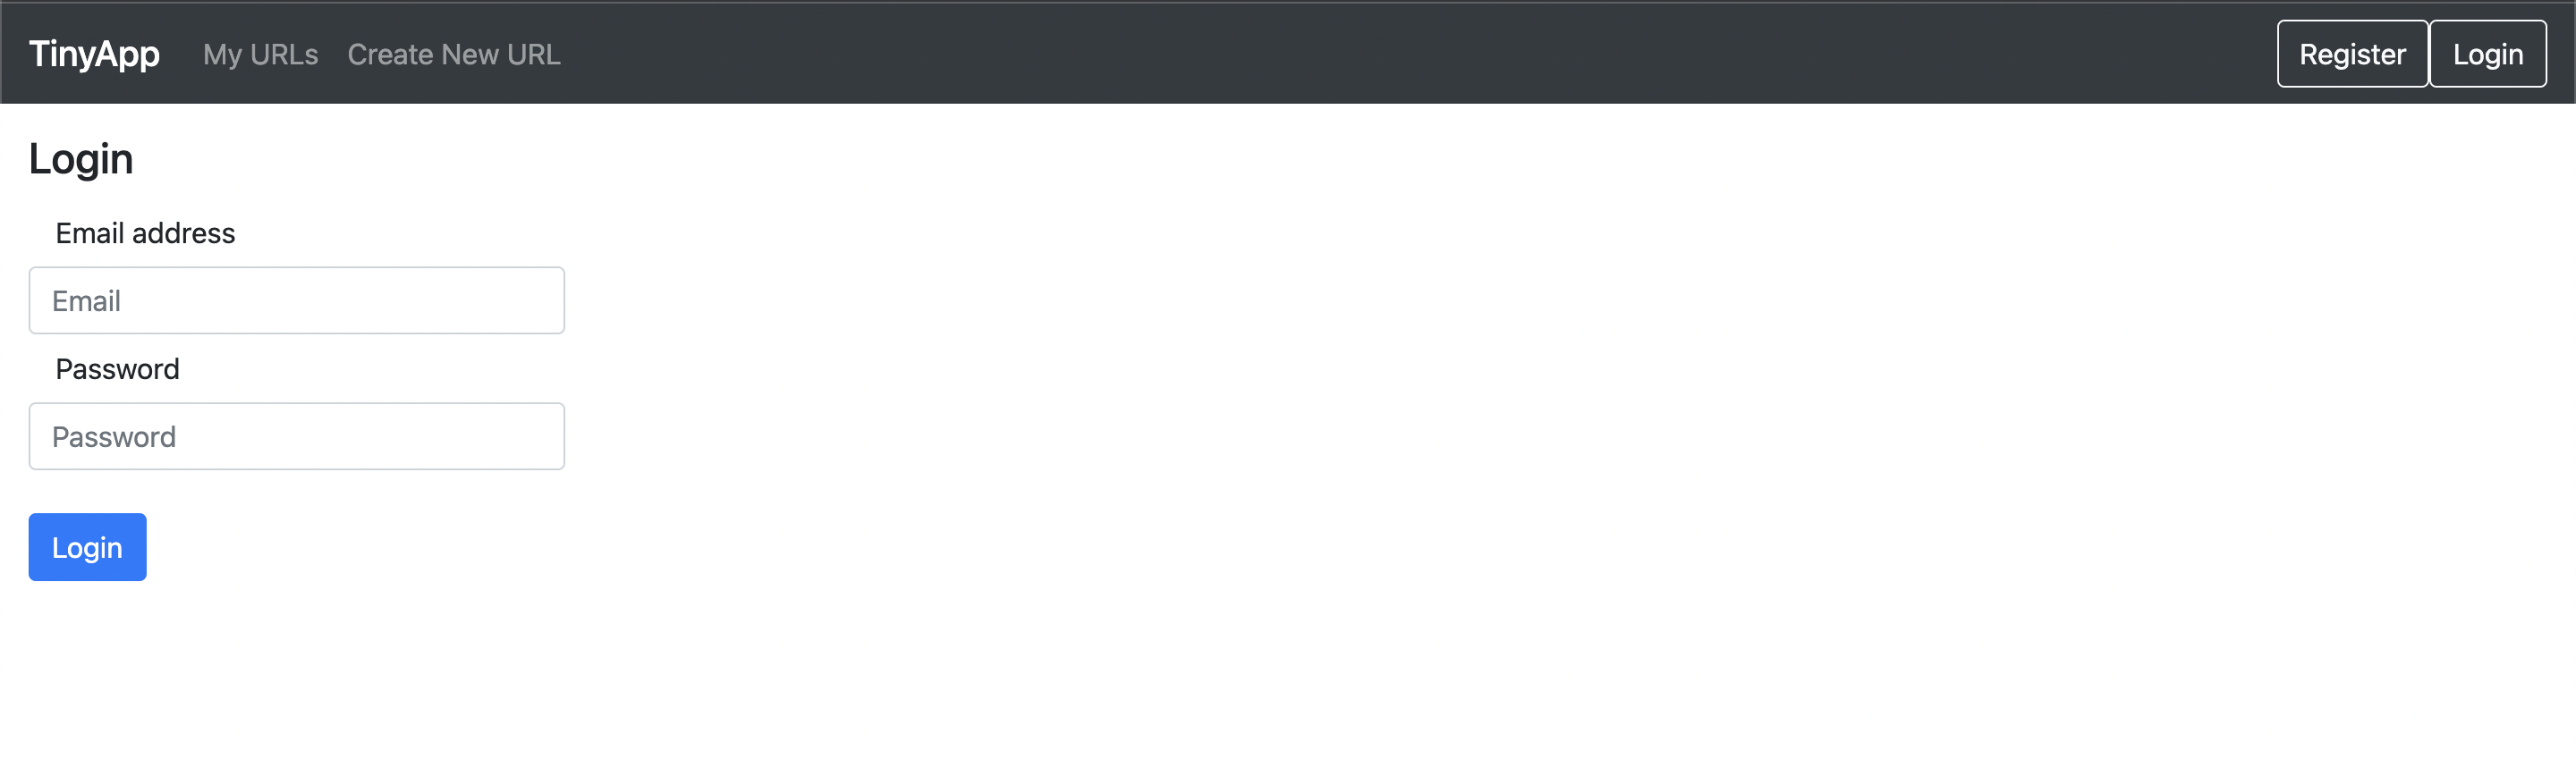 TinyApp My URLs Create New URL Register Login
Login
Email address
Email
Password
Password
Login